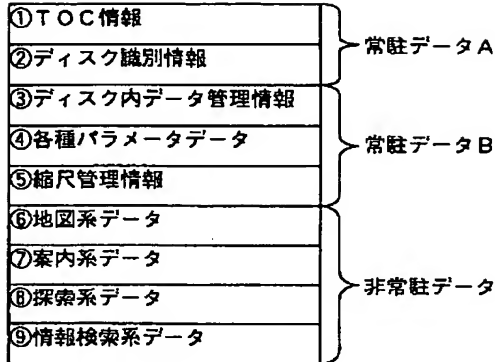 ①TOC情報
②ディスク識別情報
常駐データA
③ディスク内データ管理情報
④各種パラメータデータ
⑤縮尺管理情報
常駐データB
⑥地図系データ
⑦案内系データ
⑧探索系データ
⑨情報検索系データ
非常駐データ